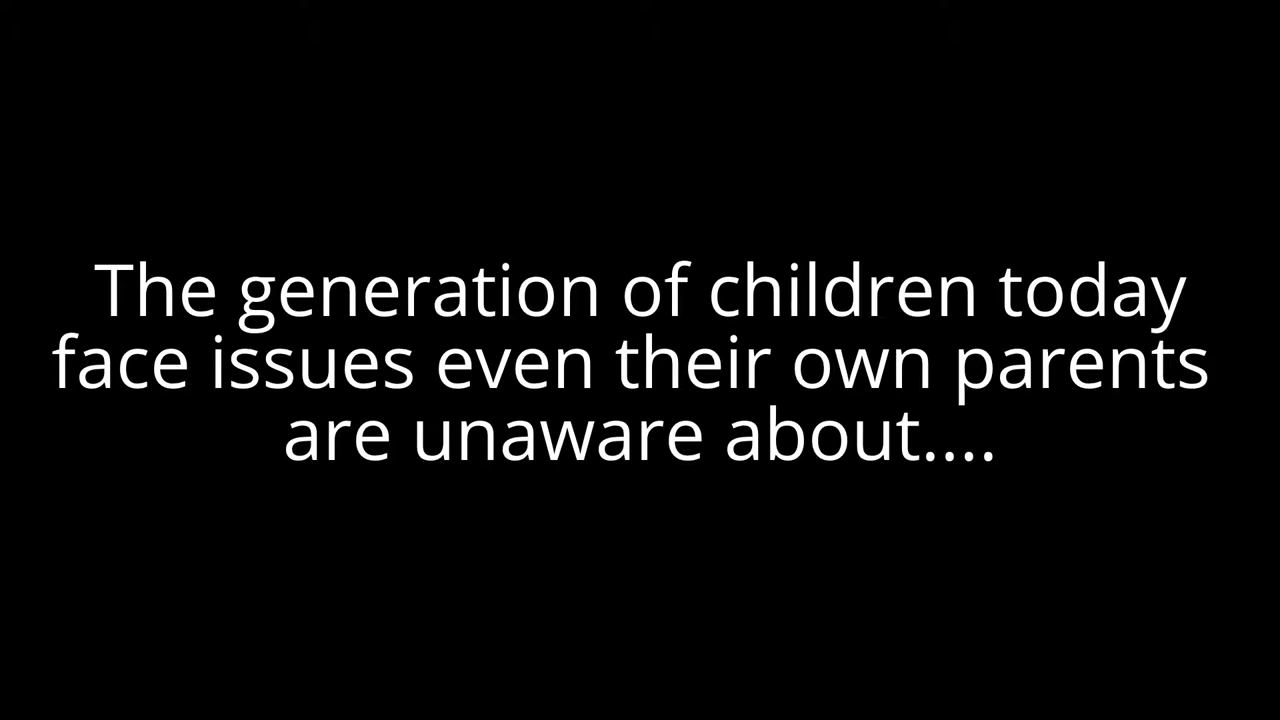 The generation of children today
face issues even their own parents
are unaware about....